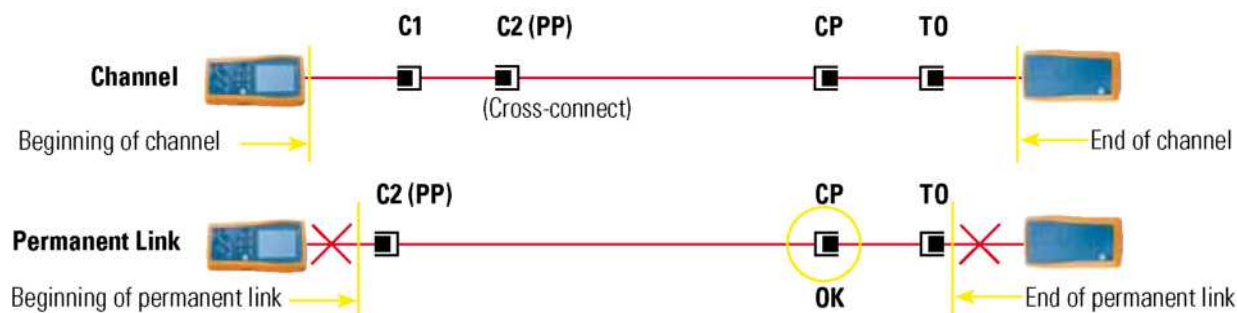 C1
C2 (PP)
CP
TO
Channel
(Cross-connect)
Beginning of channel
End of channel
C2 (PP)
CP
TO
Permanent Link
Beginning of permanent link
OK
End of permanent link